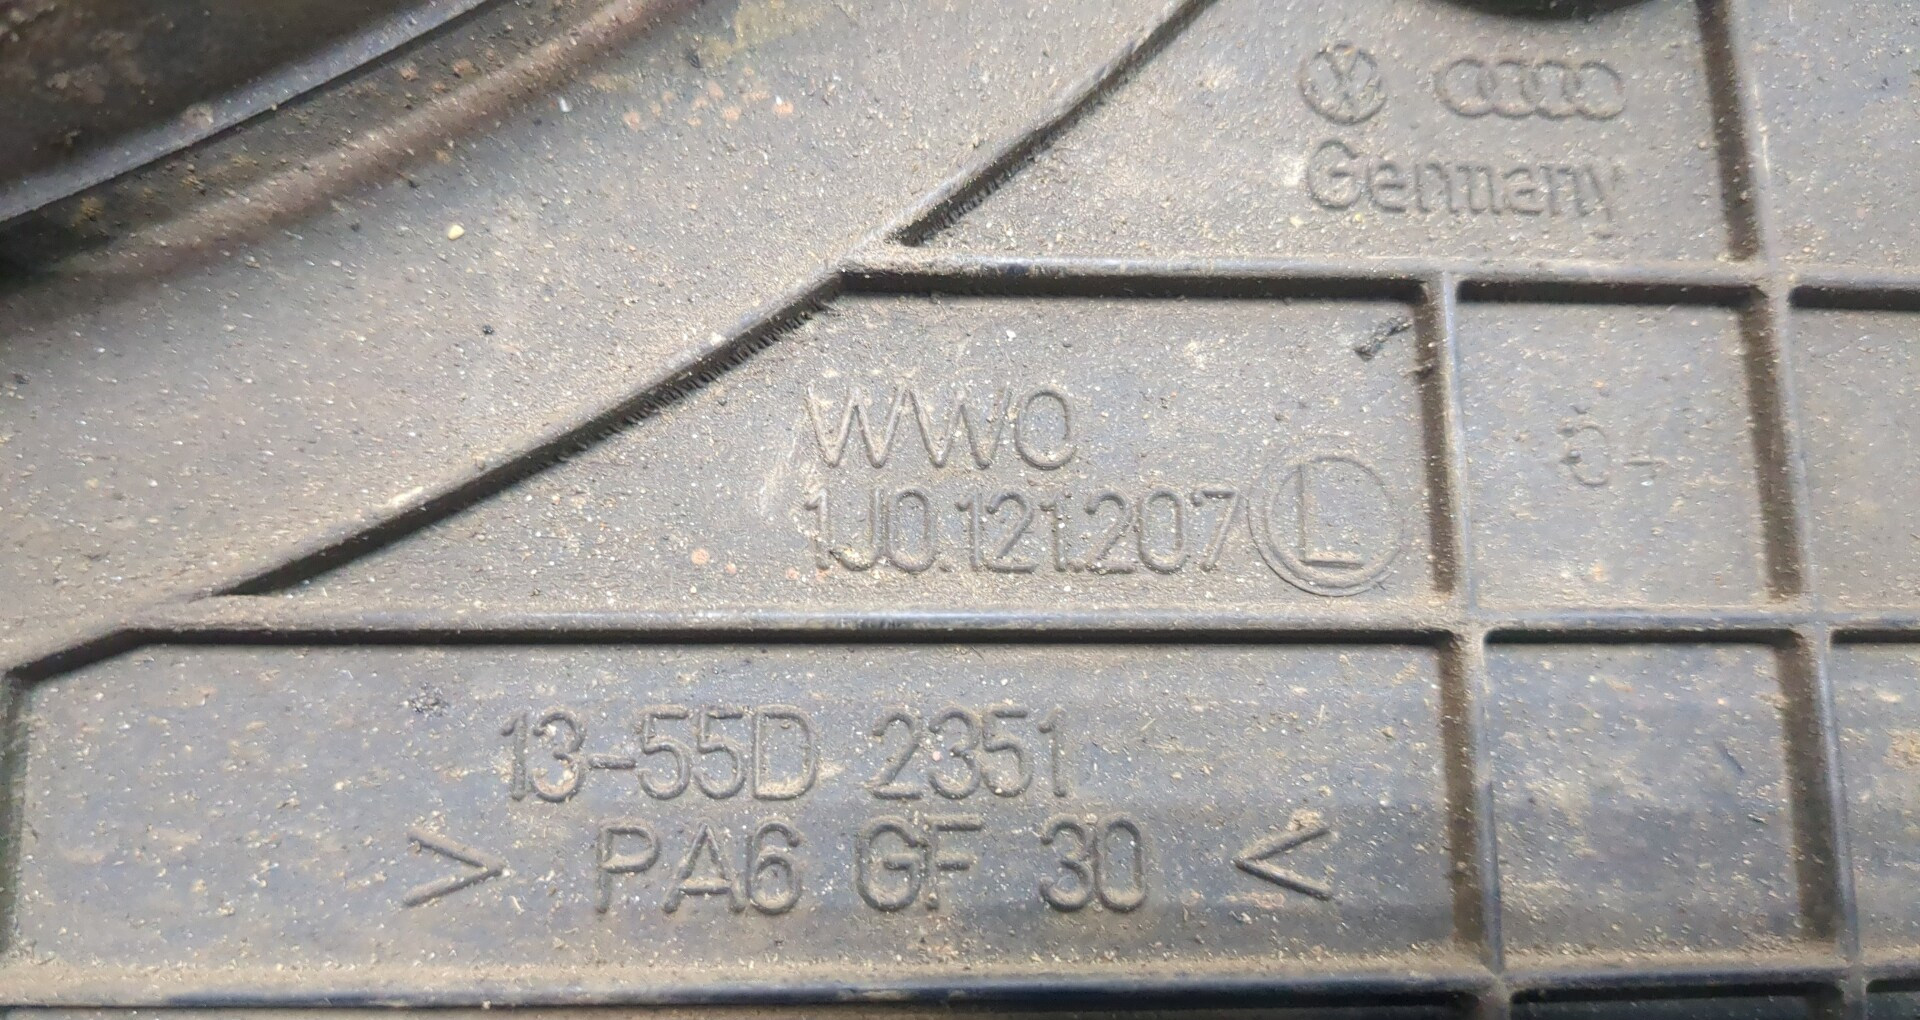 Germany
WWO
1J0.121.207 L
13-55D 2351
> PA6 GF 30 <